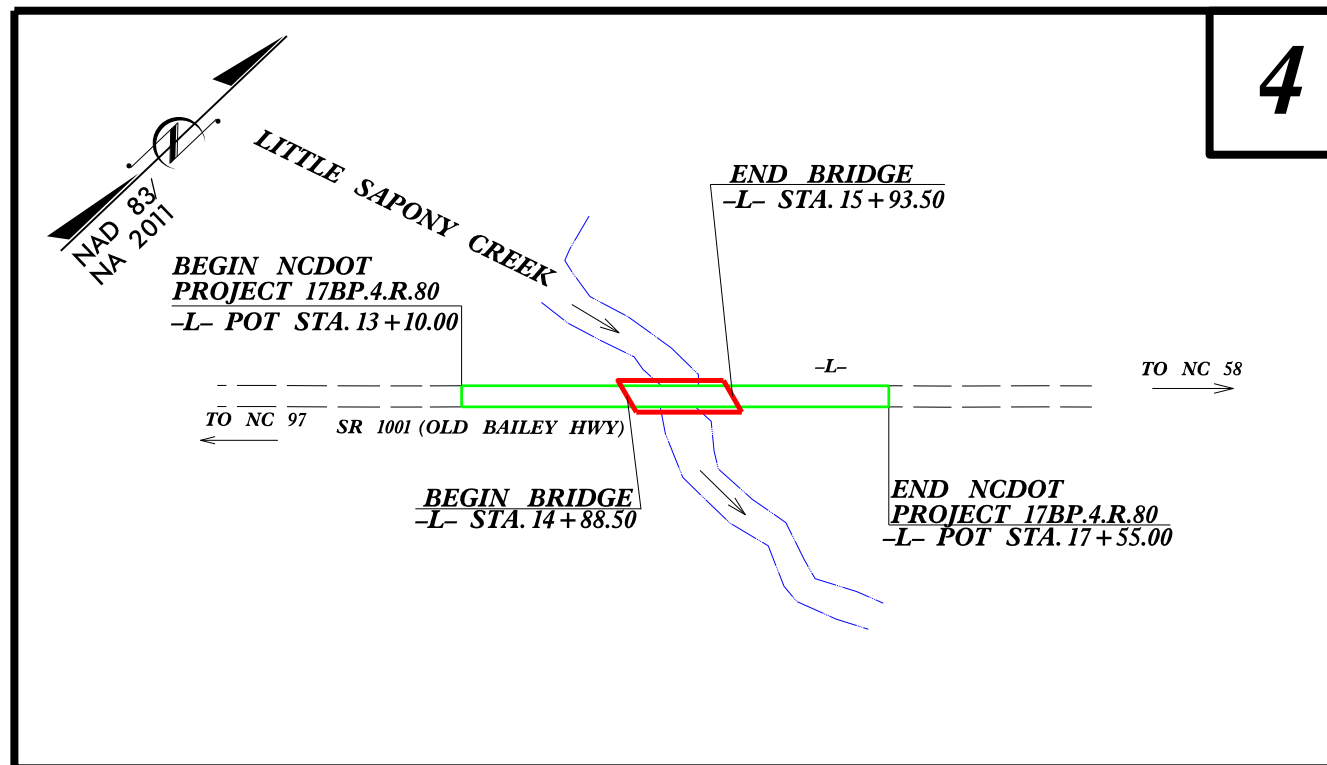 4
NAD 83/
NA 2011
LITTLE SAPONY CREEK
END BRIDGE
–L– STA. 15+93.50
BEGIN NCDOT
PROJECT 17BP.4.R.80
–L– POT STA. 13+10.00
–L–
TO NC 58
TO NC 97
SR 1001 (OLD BAILEY HWY)
BEGIN BRIDGE
–L– STA. 14+88.50
END NCDOT
PROJECT 17BP.4.R.80
–L– POT STA. 17+55.00